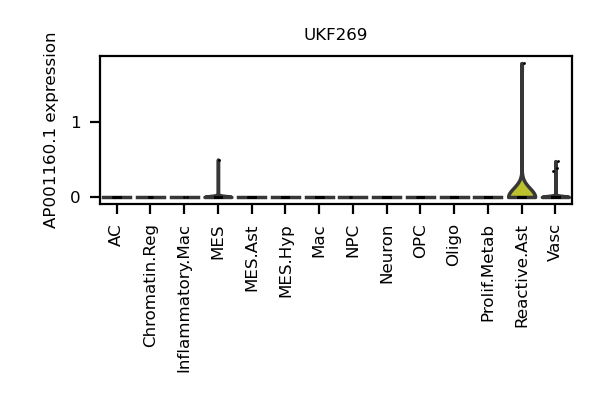 UKF269
AP001160.1 expression
1
0
AC
Chromatin.Reg
Inflammatory.Mac
MES
MES.Ast
MES.Hyp
Mac
NPC
Neuron
OPC
Oligo
Prolif.Metab
Reactive.Ast
Vasc